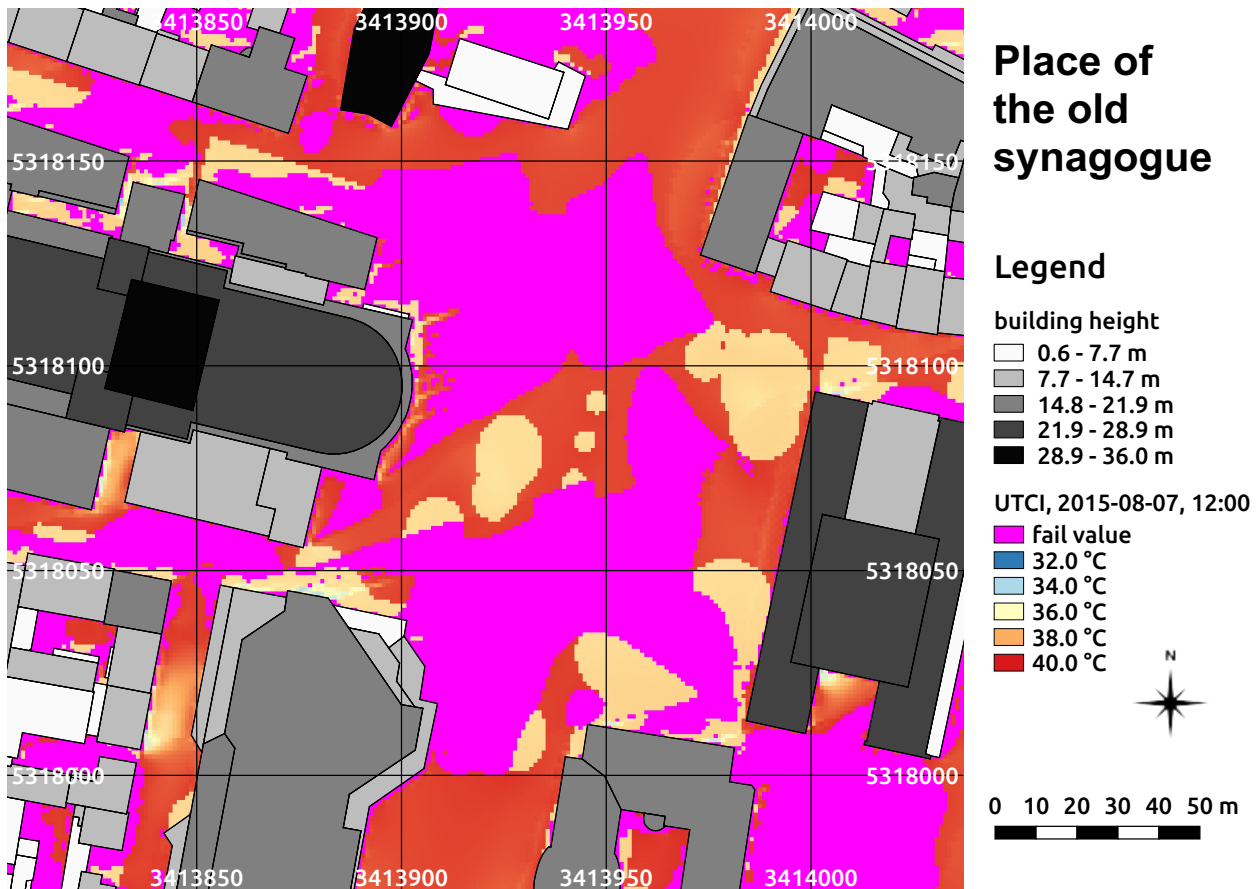 3413850 3413900 3413950 3414000
5318150 5318150
5318100 5318100
5318050 5318050
5318000 5318000
3413850 3413900 3413950 3414000
Place of
the old
synagogue
Legend
building height
0.6 - 7.7 m
7.7 - 14.7 m
14.8 - 21.9 m
21.9 - 28.9 m
28.9 - 36.0 m
UTCI, 2015-08-07, 12:00
fail value
32.0 °C
34.0 °C
36.0 °C
38.0 °C
40.0 °C
N
0 10 20 30 40 50 m